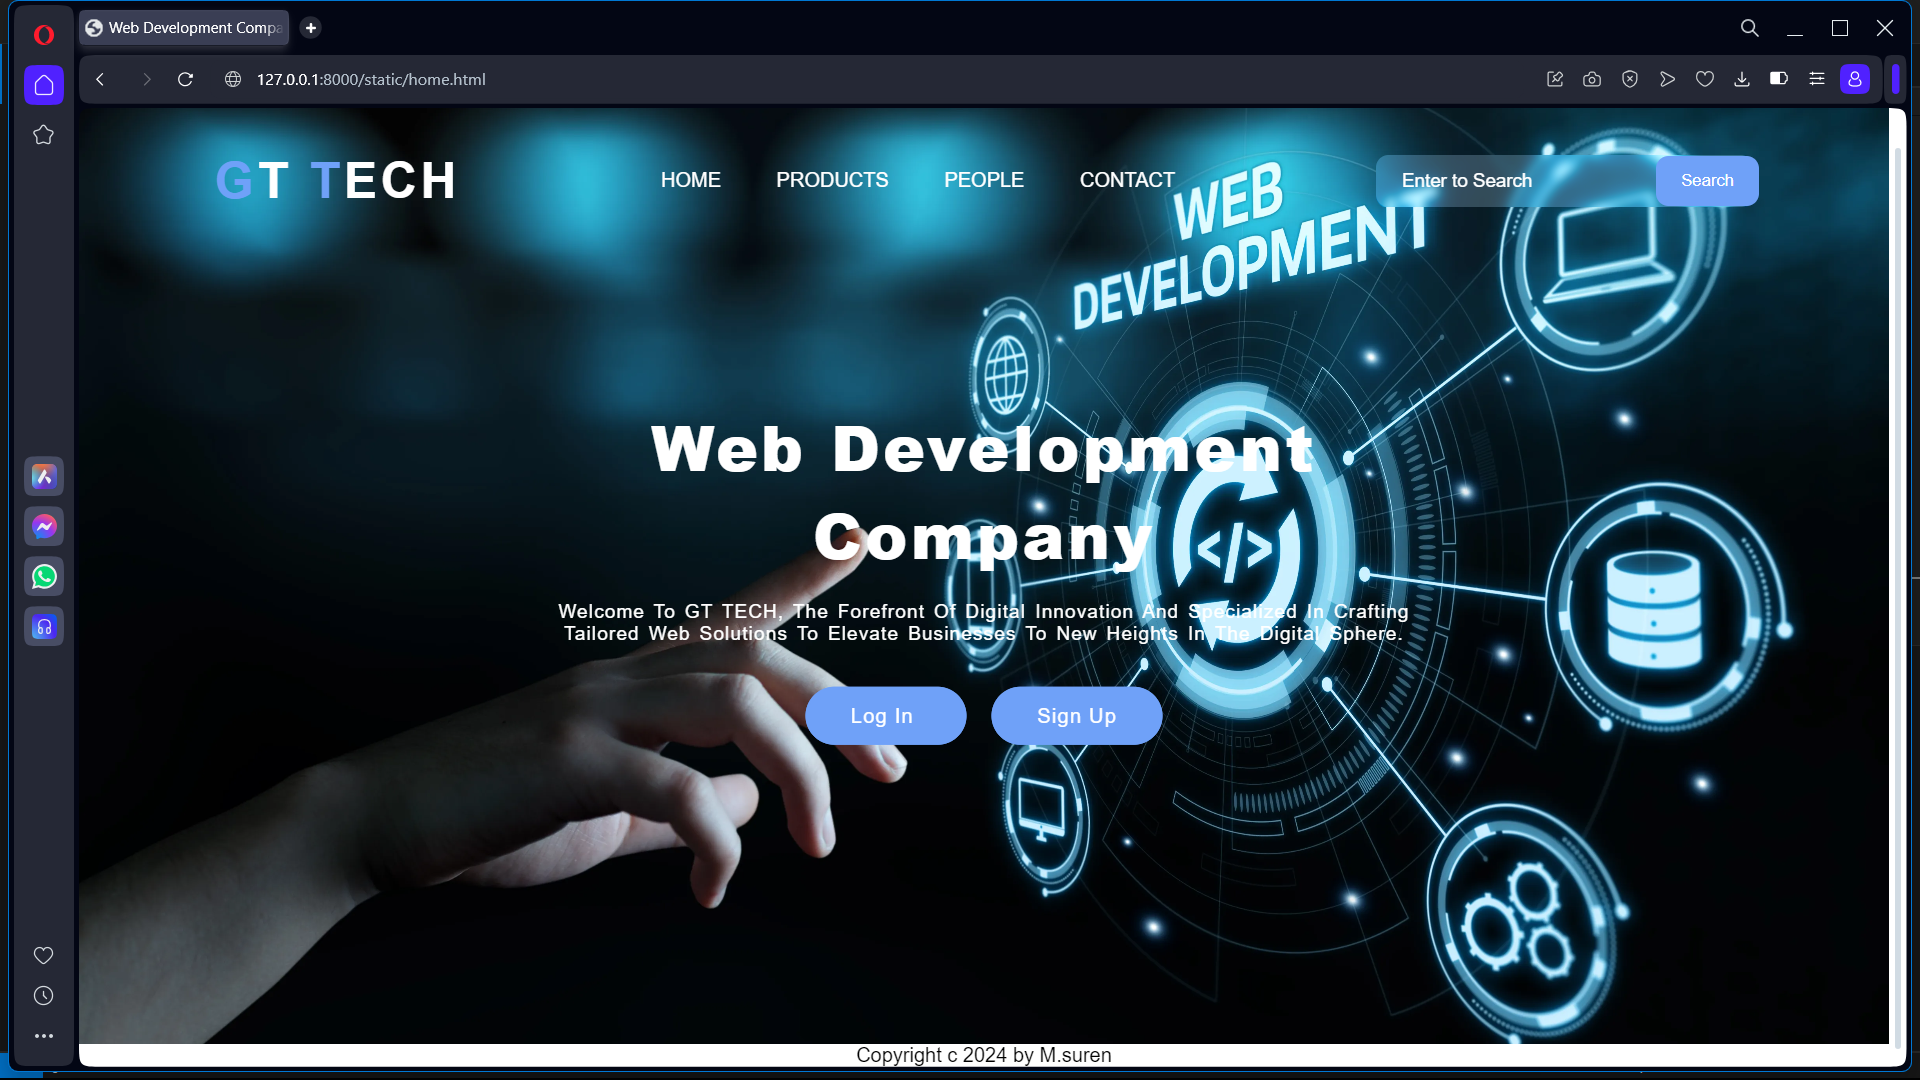 Web Development Compa
127.0.0.1:8000/static/home.html
GT TECH
HOME
PRODUCTS
PEOPLE
CONTACT
Enter to Search
Search
WEB
DEVELOPMENT
</>
Web Development
Company
Welcome To GT TECH, The Forefront Of Digital Innovation And Specialized In Crafting
Tailored Web Solutions To Elevate Businesses To New Heights In The Digital Sphere.
Log In
Sign Up
Copyright c 2024 by M.suren